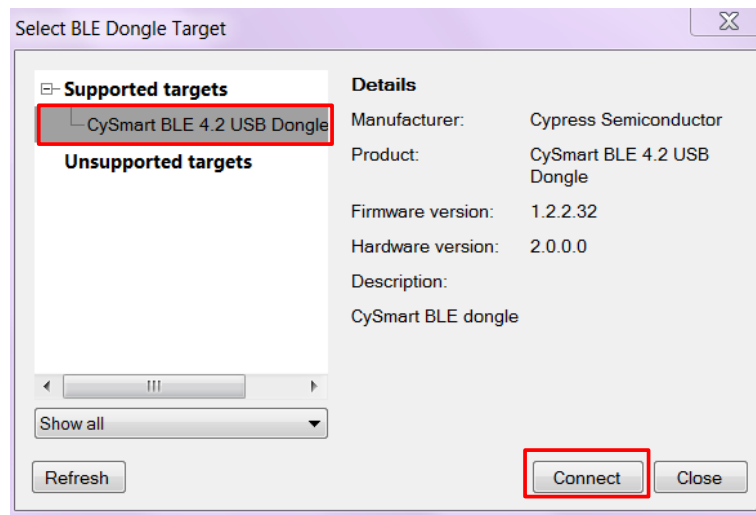 Select BLE Dongle Target
Supported targets
CySmart BLE 4.2 USB Dongle
Unsupported targets
Show all
Refresh
Details
Manufacturer: Cypress Semiconductor
Product: CySmart BLE 4.2 USB
Dongle
Firmware version: 1.2.2.32
Hardware version: 2.0.0.0
Description:
CySmart BLE dongle
Connect
Close